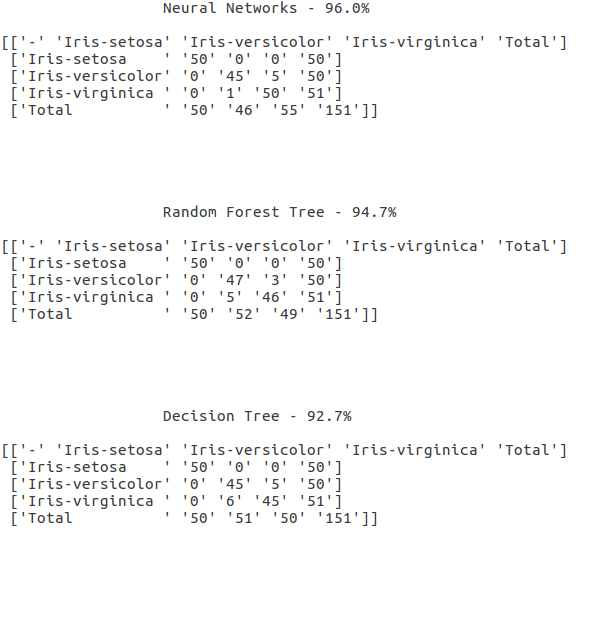 Neural Networks - 96.0%
[['-' 'Iris-setosa' 'Iris-versicolor' 'Iris-virginica' 'Total']
['Iris-setosa    ' '50' '0' '0' '50']
['Iris-versicolor' '0' '45' '5' '50']
['Iris-virginica ' '0' '1' '50' '51']
['Total          ' '50' '46' '55' '151']]
Random Forest Tree - 94.7%
[['-' 'Iris-setosa' 'Iris-versicolor' 'Iris-virginica' 'Total']
['Iris-setosa    ' '50' '0' '0' '50']
['Iris-versicolor' '0' '47' '3' '50']
['Iris-virginica ' '0' '5' '46' '51']
['Total          ' '50' '52' '49' '151']]
Decision Tree - 92.7%
[['-' 'Iris-setosa' 'Iris-versicolor' 'Iris-virginica' 'Total']
['Iris-setosa    ' '50' '0' '0' '50']
['Iris-versicolor' '0' '45' '5' '50']
['Iris-virginica ' '0' '6' '45' '51']
['Total          ' '50' '51' '50' '151']]